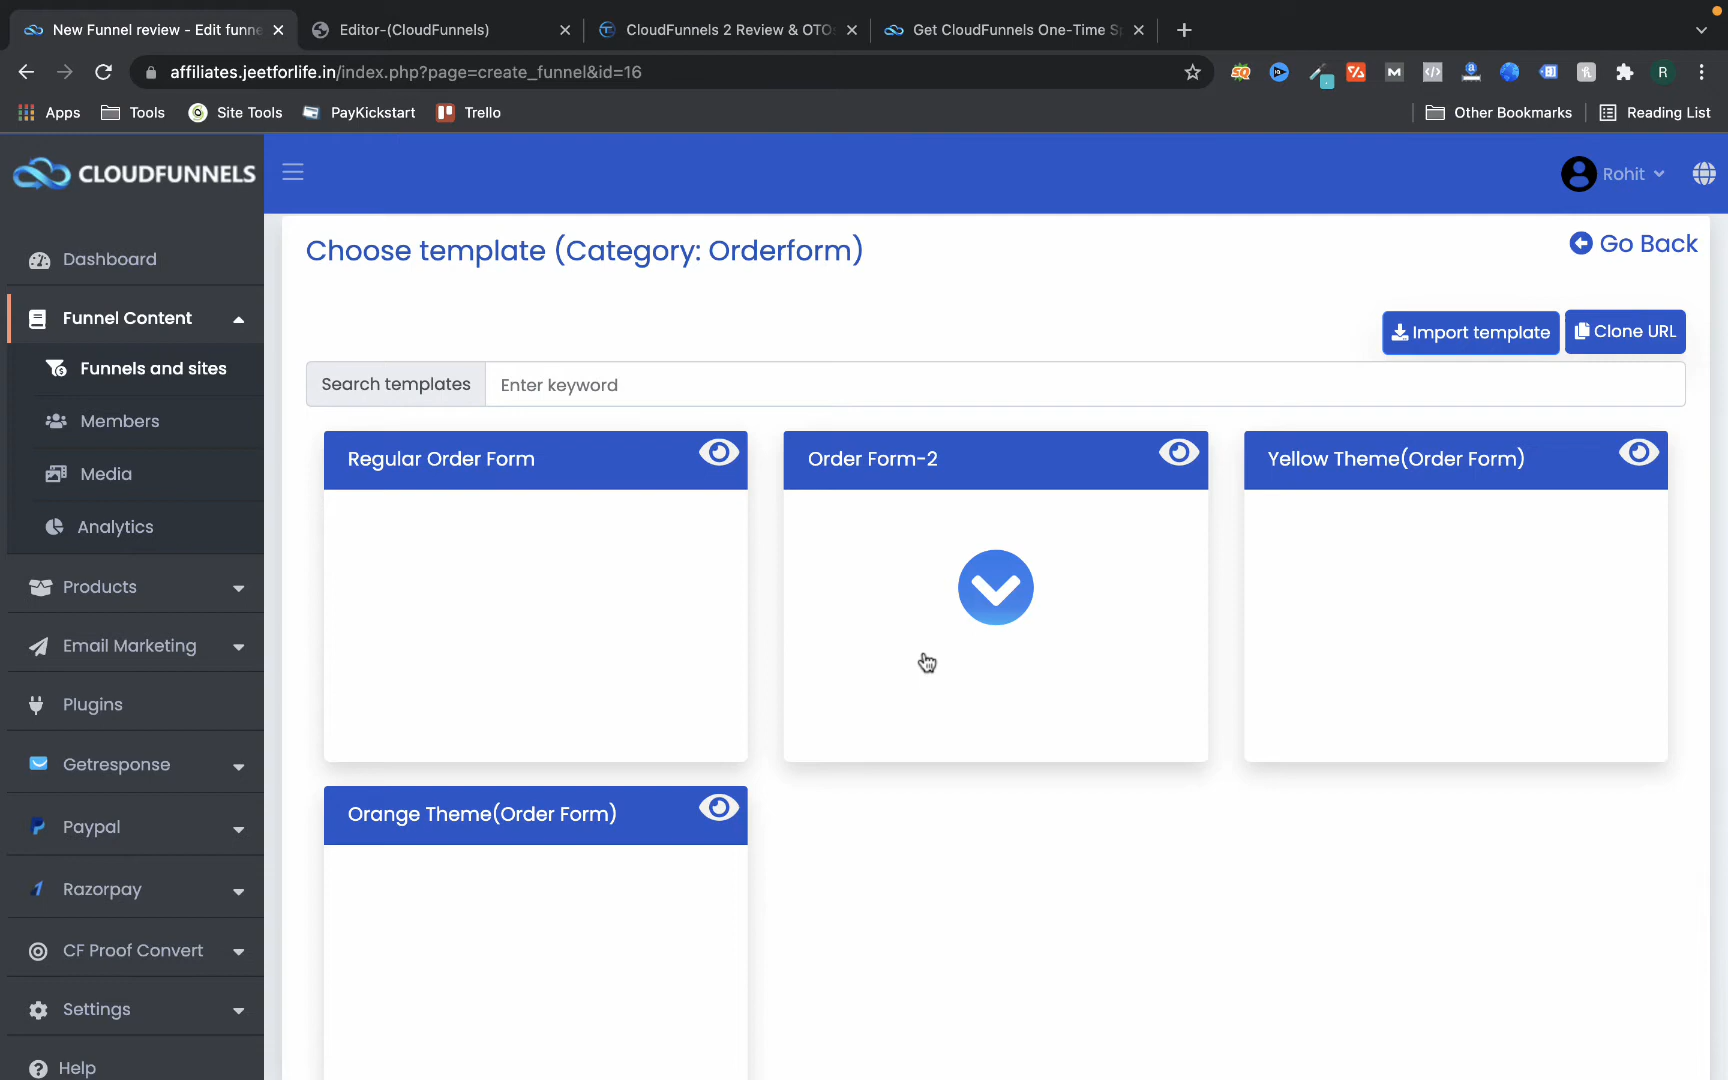 New Funnel review - Edit funne
Editor-(CloudFunnels)
CloudFunnels 2 Review & OTOs
Get CloudFunnels One-Time Sp
affiliates.jeetforlife.in/index.php?page=create_funnel&id=16
R
Apps
Tools
Site Tools
PayKickstart
Trello
Other Bookmarks
Reading List
CLOUDFUNNELS
Rohit
Dashboard
Funnel Content
Funnels and sites
Members
Media
Analytics
Products
Email Marketing
Plugins
Getresponse
Paypal
Razorpay
CF Proof Convert
Settings
Help
Choose template (Category: Orderform)
Go Back
Import template
Clone URL
Search templates
Enter keyword
Regular Order Form
Order Form-2
Yellow Theme(Order Form)
Orange Theme(Order Form)